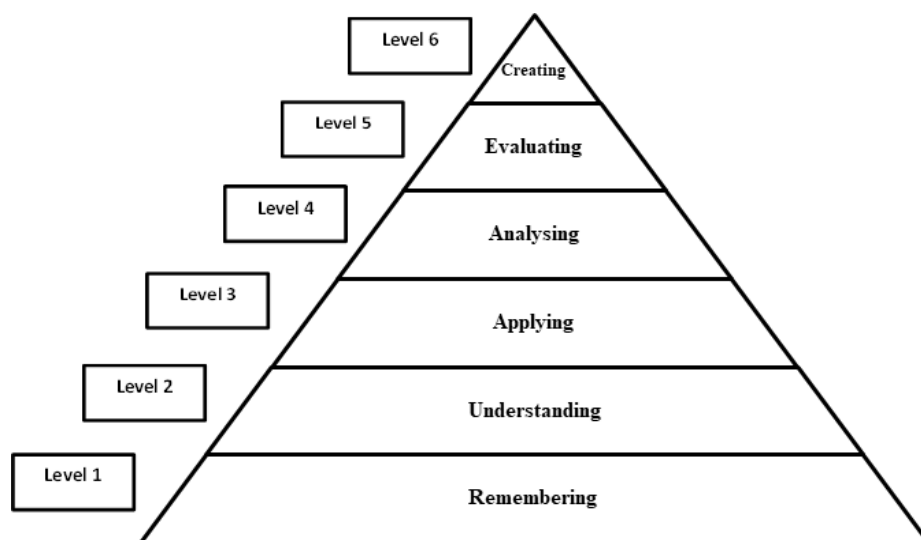 Level 6
Creating
Level 5
Evaluating
Level 4
Analysing
Level 3
Applying
Level 2
Understanding
Level 1
Remembering